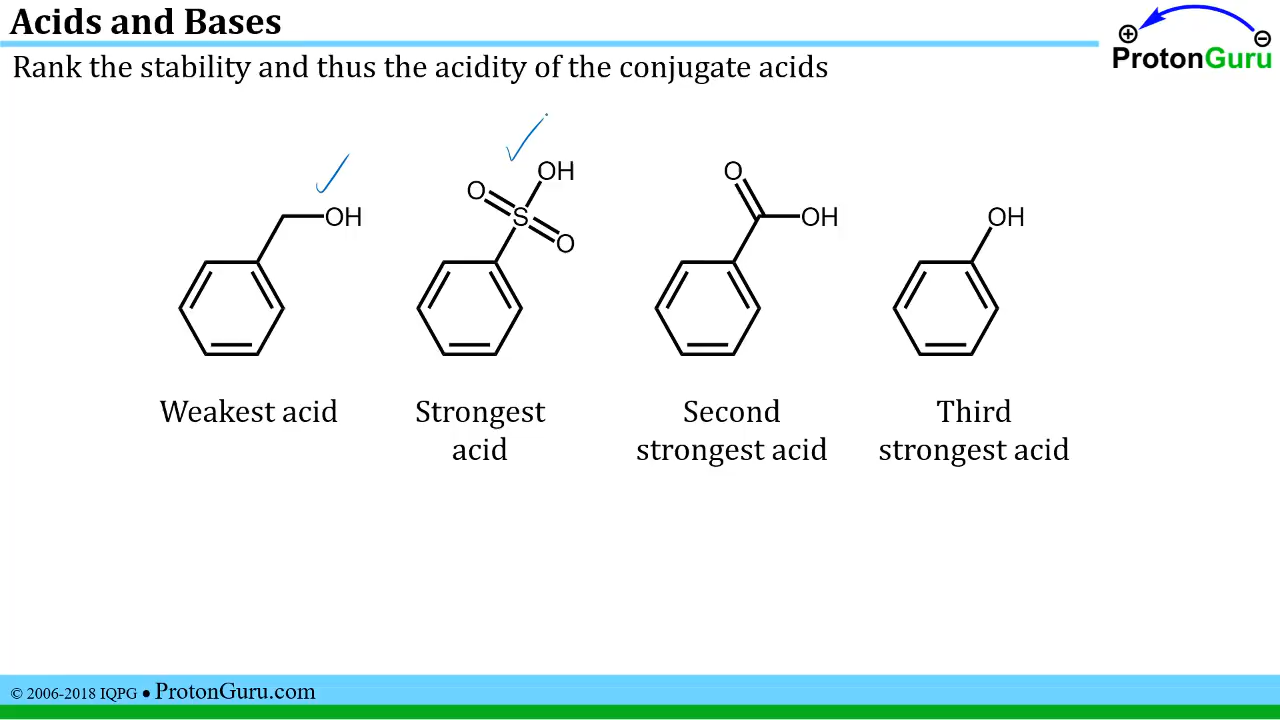 Acids and Bases
⊕ ⊖
ProtonGuru
Rank the stability and thus the acidity of the conjugate acids
OH
O
OH
S
O
O
OH
OH
Weakest acid
Strongest
acid
Second
strongest acid
Third
strongest acid
© 2006-2018 IQPG ● ProtonGuru.com